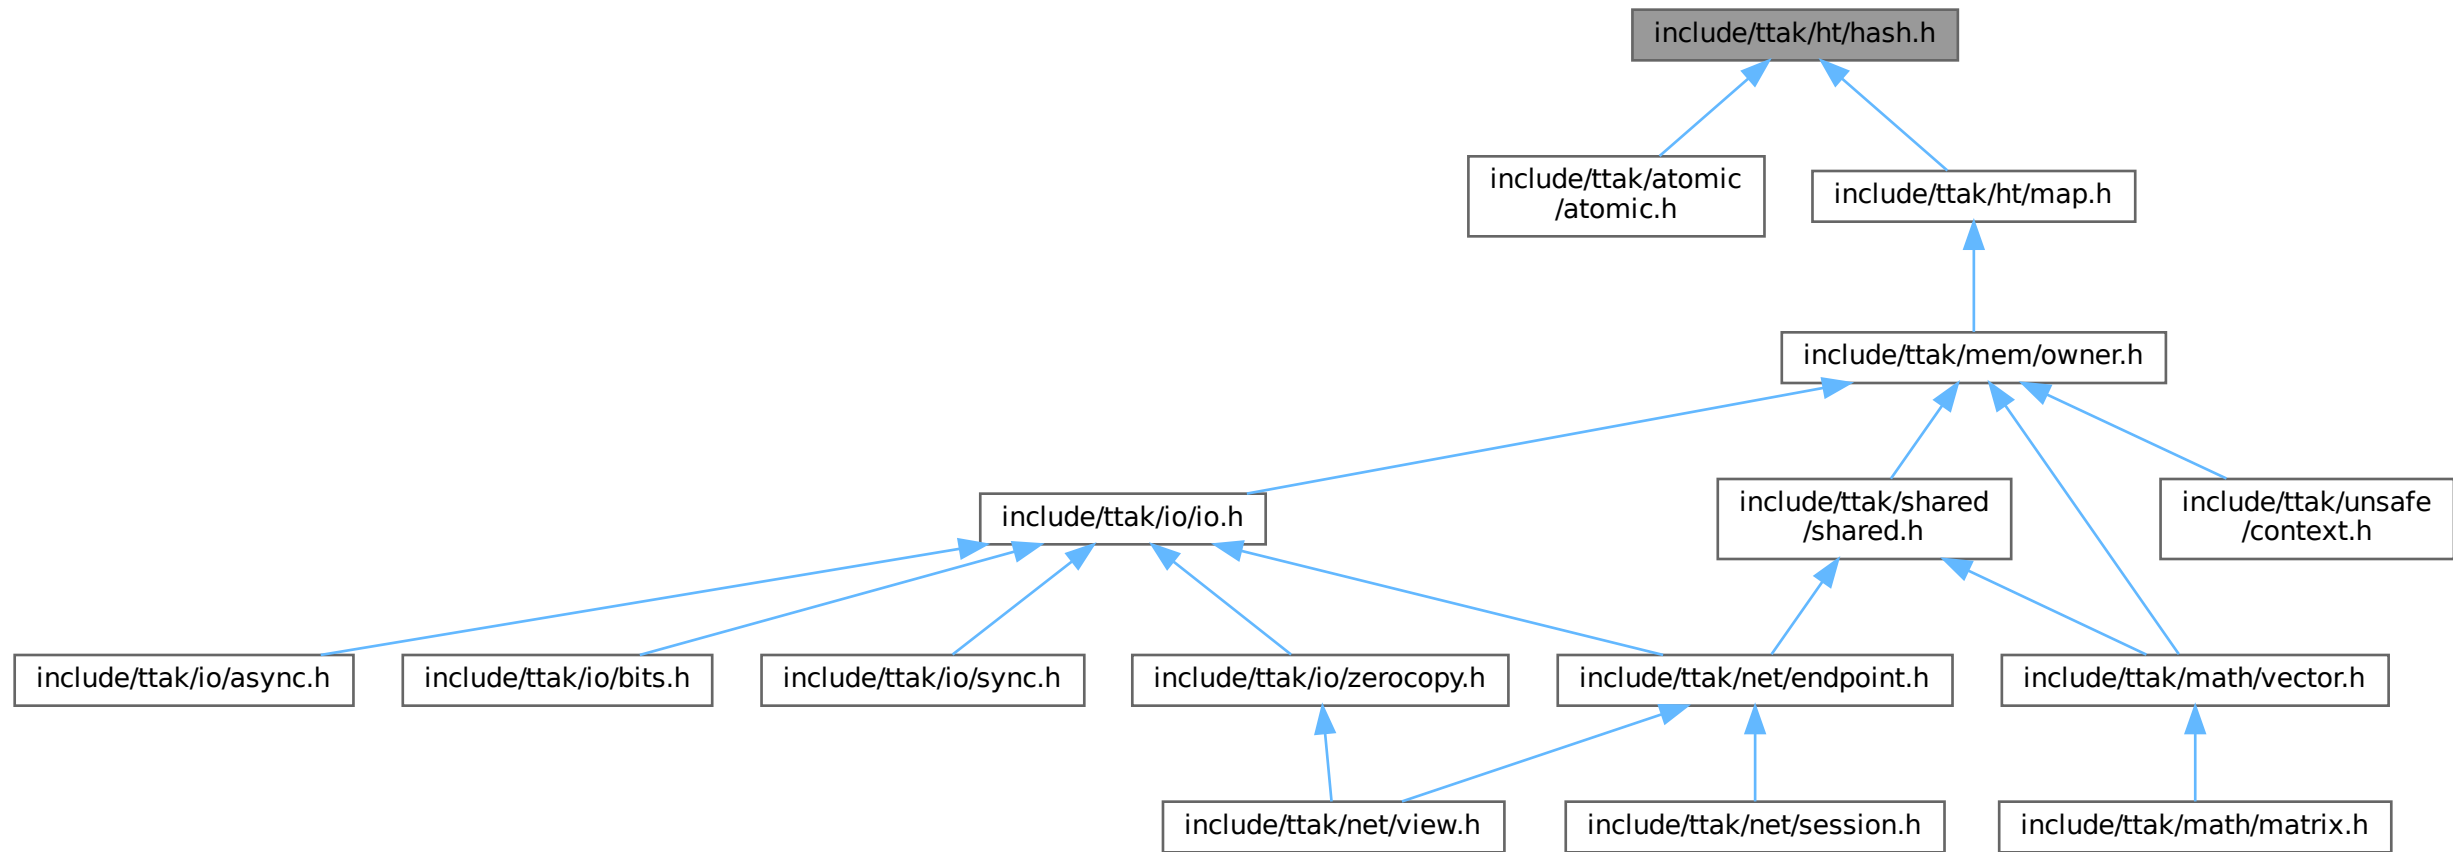 include/ttak/ht/hash.h
include/ttak/atomic
/atomic.h
include/ttak/ht/map.h
include/ttak/mem/owner.h
include/ttak/io/io.h
include/ttak/shared
/shared.h
include/ttak/unsafe
/context.h
include/ttak/io/async.h
include/ttak/io/bits.h
include/ttak/io/sync.h
include/ttak/io/zerocopy.h
include/ttak/net/endpoint.h
include/ttak/math/vector.h
include/ttak/net/view.h
include/ttak/net/session.h
include/ttak/math/matrix.h